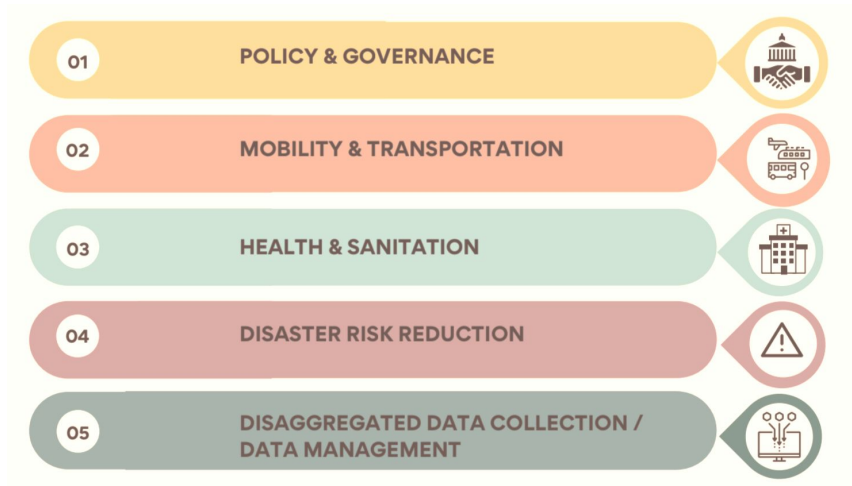 01
POLICY & GOVERNANCE
02
MOBILITY & TRANSPORTATION
03
HEALTH & SANITATION
04
DISASTER RISK REDUCTION
05
DISAGGREGATED DATA COLLECTION /
DATA MANAGEMENT